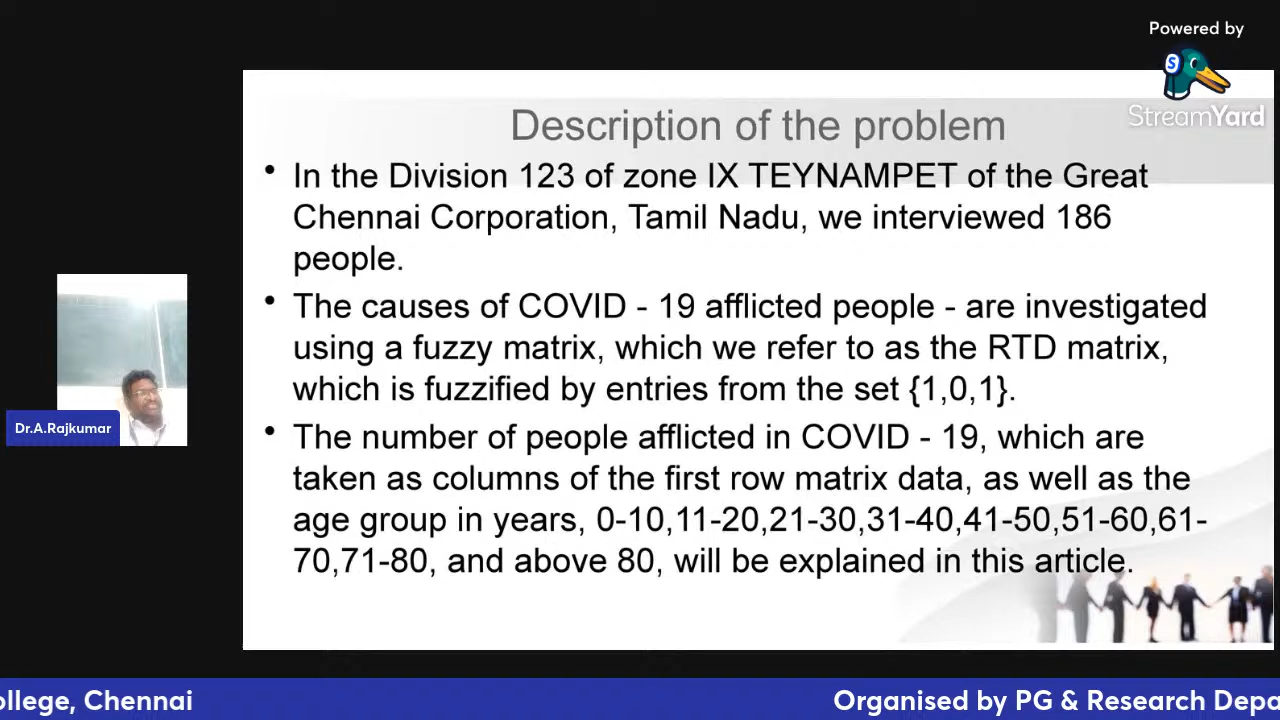 Powered by
StreamYard
Description of the problem
• In the Division 123 of zone IX TEYNAMPET of the Great
Chennai Corporation, Tamil Nadu, we interviewed 186
people.
• The causes of COVID - 19 afflicted people - are investigated
using a fuzzy matrix, which we refer to as the RTD matrix,
which is fuzzified by entries from the set {1,0,1}.
• The number of people afflicted in COVID - 19, which are
taken as columns of the first row matrix data, as well as the
age group in years, 0-10,11-20,21-30,31-40,41-50,51-60,61-
70,71-80, and above 80, will be explained in this article.
Dr.A.Rajkumar
ollege, Chennai
Organised by PG & Research Depa